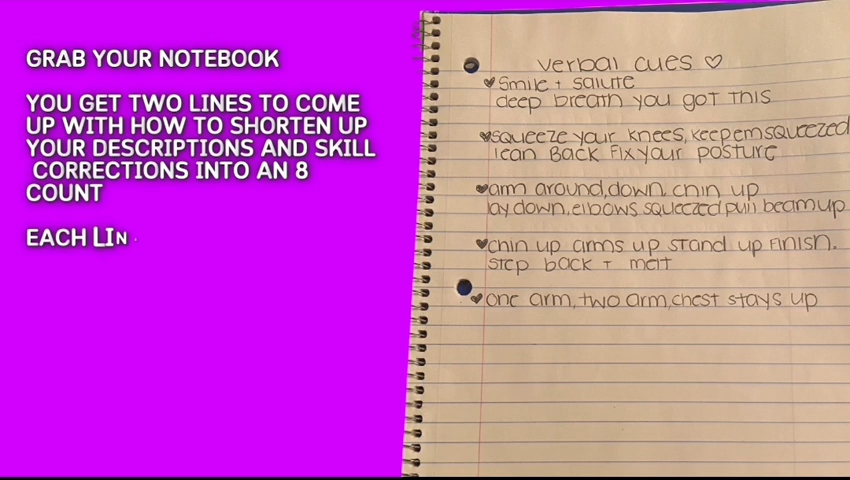 GRAB YOUR NOTEBOOK
YOU GET TWO LINES TO COME
UP WITH HOW TO SHORTEN UP
YOUR DESCRIPTIONS AND SKILL
CORRECTIONS INTO AN 8
COUNT
EACH LIN
verbal cues ♡
♥smile + salute
deep breath you got this
♥squeeze your knees, keep em squeezed
lean Back Fix your posture
♥arm around, down, chin up
lay down, elbows squeezed pull beam up
♥chin up arms up stand up Finish.
step back + melt
♥one arm, two arm, chest stays up